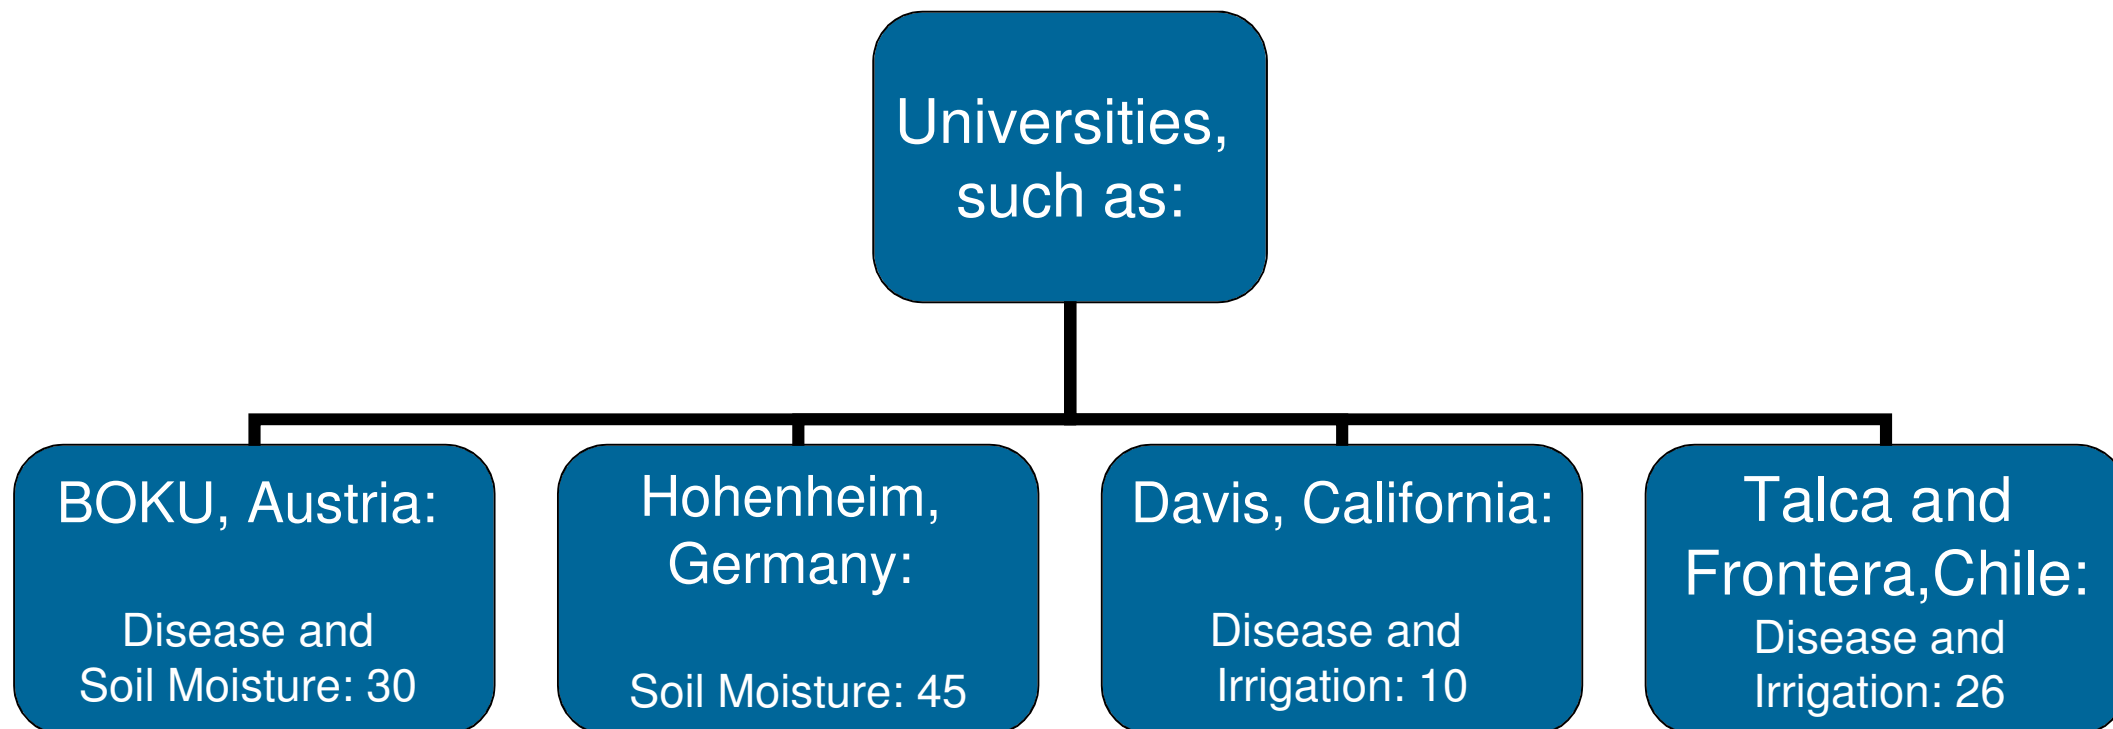 Universities,
such as:
BOKU, Austria:
Disease and
Soil Moisture: 30
Hohenheim,
Germany:
Soil Moisture: 45
Davis, California:
Disease and
Irrigation: 10
Talca and
Frontera,Chile:
Disease and
Irrigation: 26